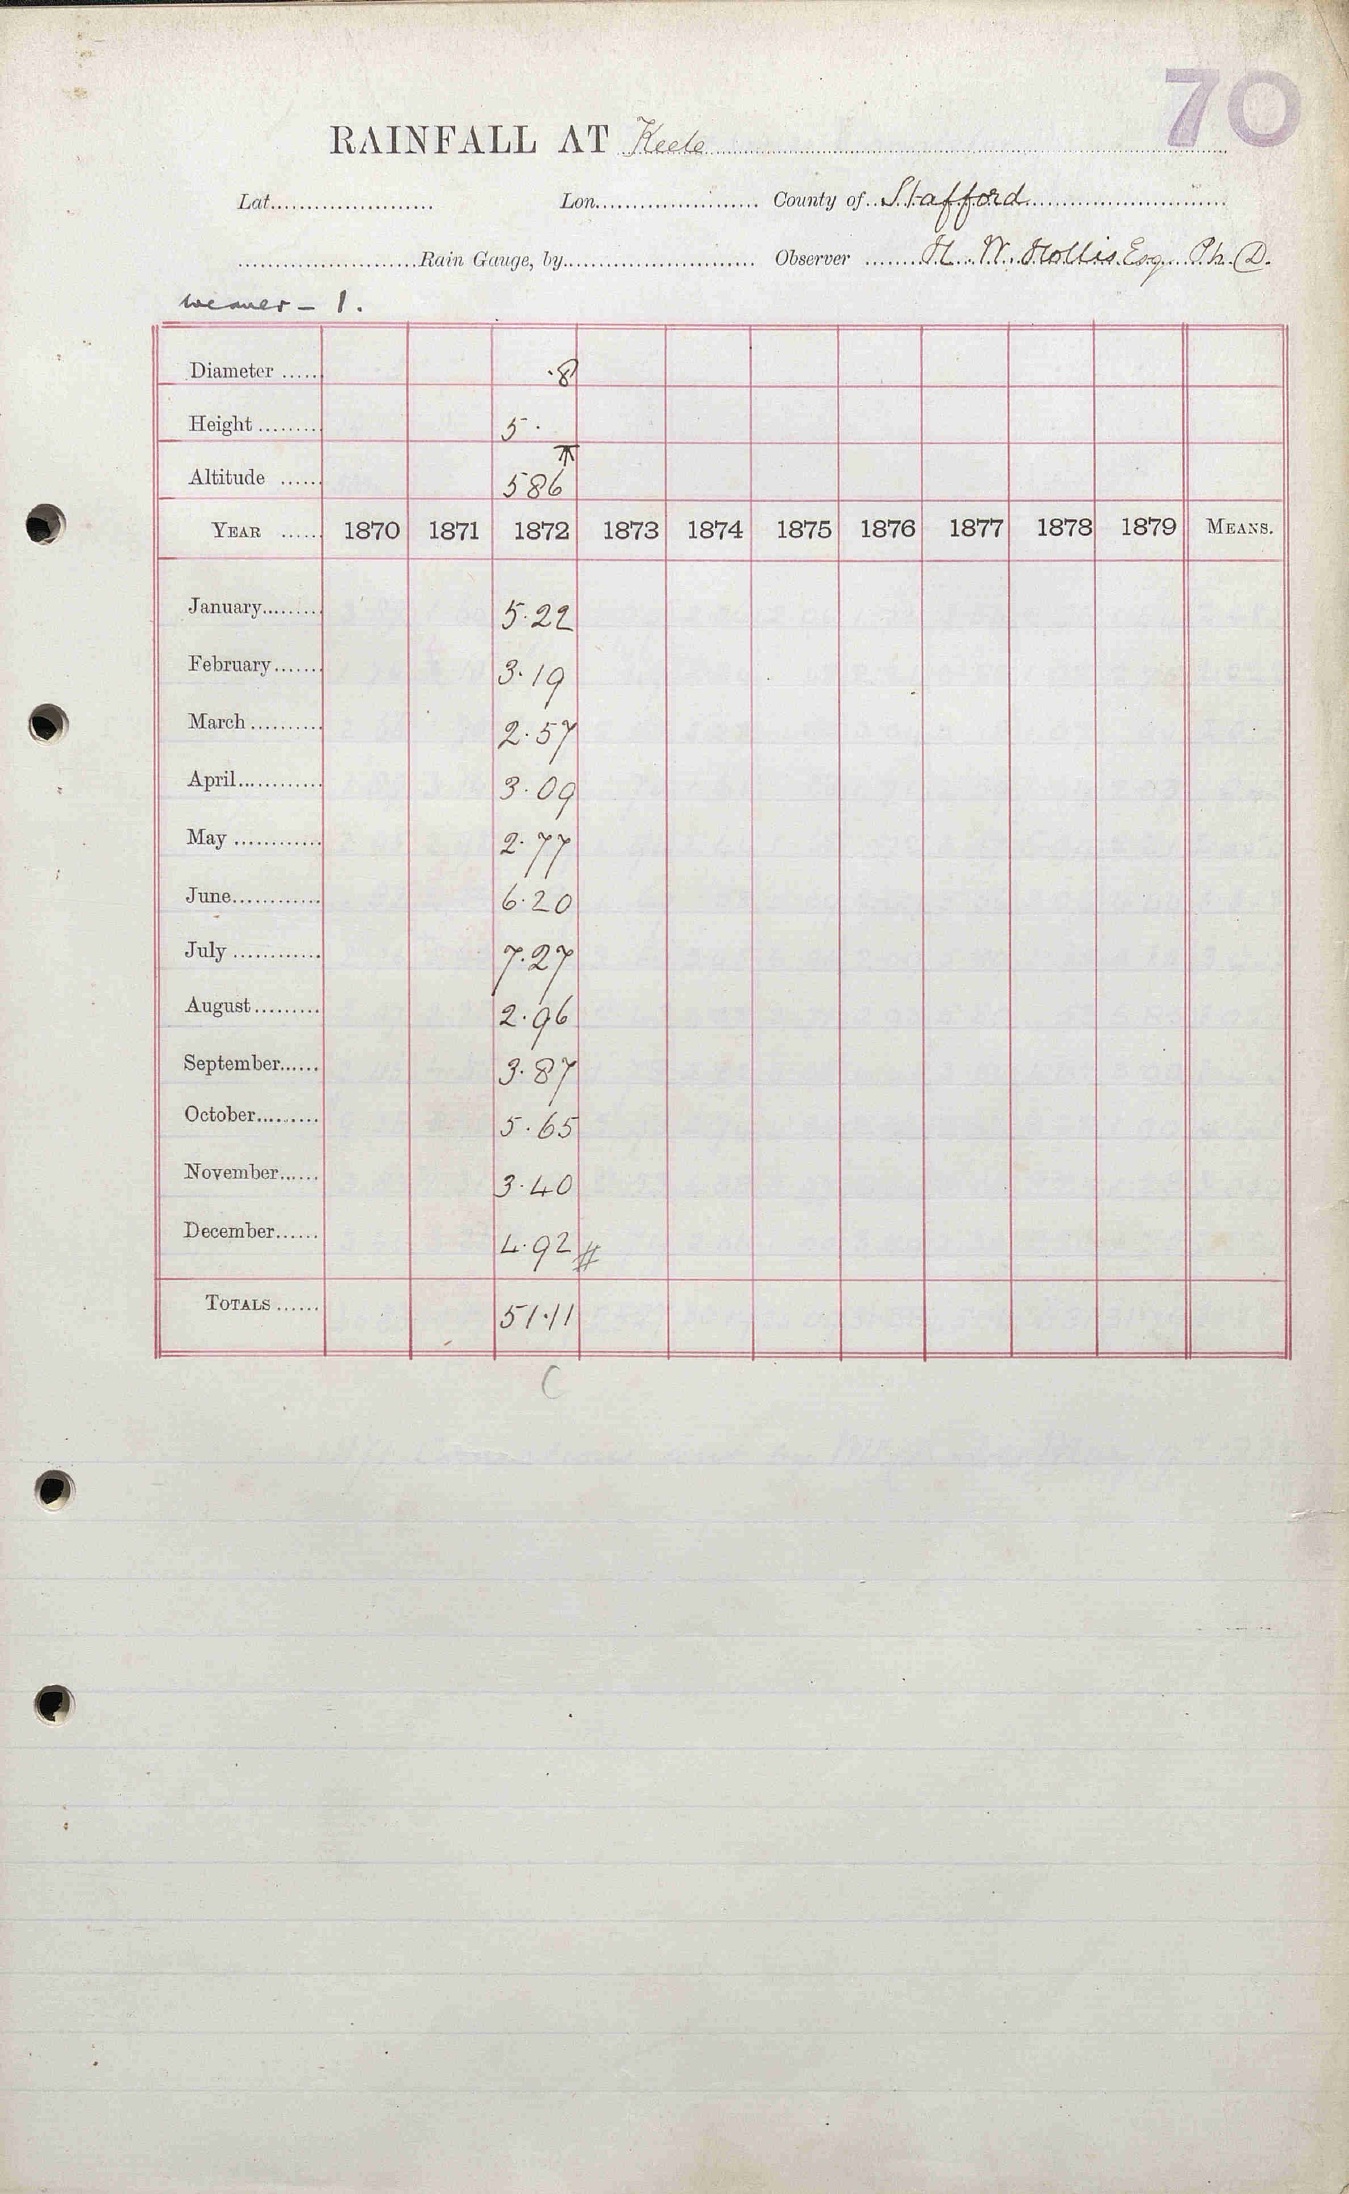 70
RAINFALL AT Keele
Lat. Lon. County of Stafford
Rain Gauge, by Observer H. W. Hollis Esq Ph. D.
Weaver - 1.
Diameter ·8
Height 5·
Altitude 586
YEAR 1870 1871 1872 1873 1874 1875 1876 1877 1878 1879 MEANS.
January 5·22
February 3·19
March 2·57
April 3·09
May 2·77
June 6·20
July 7·27
August 2·96
September 3·87
October 5·65
November 3·40
December 4·92 #
TOTALS 51·11
C